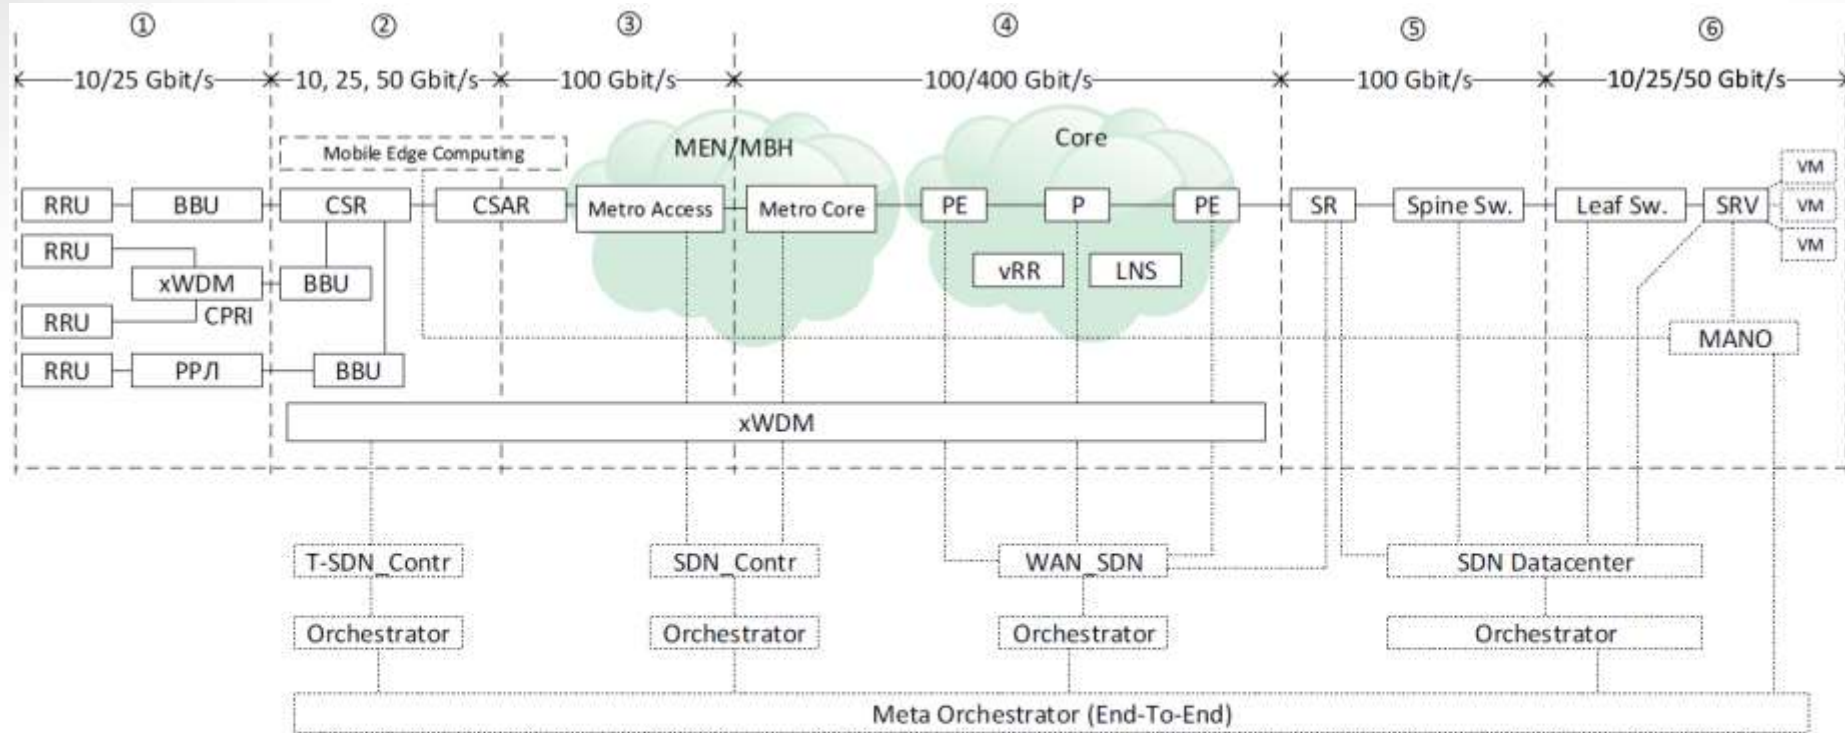 ① ② ③ ④ ⑤ ⑥
10/25 Gbit/s 10, 25, 50 Gbit/s 100 Gbit/s 100/400 Gbit/s 100 Gbit/s 10/25/50 Gbit/s
Mobile Edge Computing MEN/MBH Core
VM
RRU BBU CSR CSAR Metro Access Metro Core PE P PE SR Spine Sw. Leaf Sw. SRV VM
RRU VM
xWDM BBU vRR LNS
RRU CPRI
MANO
RRU РРЛ BBU
xWDM
T-SDN_Contr SDN_Contr WAN_SDN SDN Datacenter
Orchestrator Orchestrator Orchestrator Orchestrator
Meta Orchestrator (End-To-End)